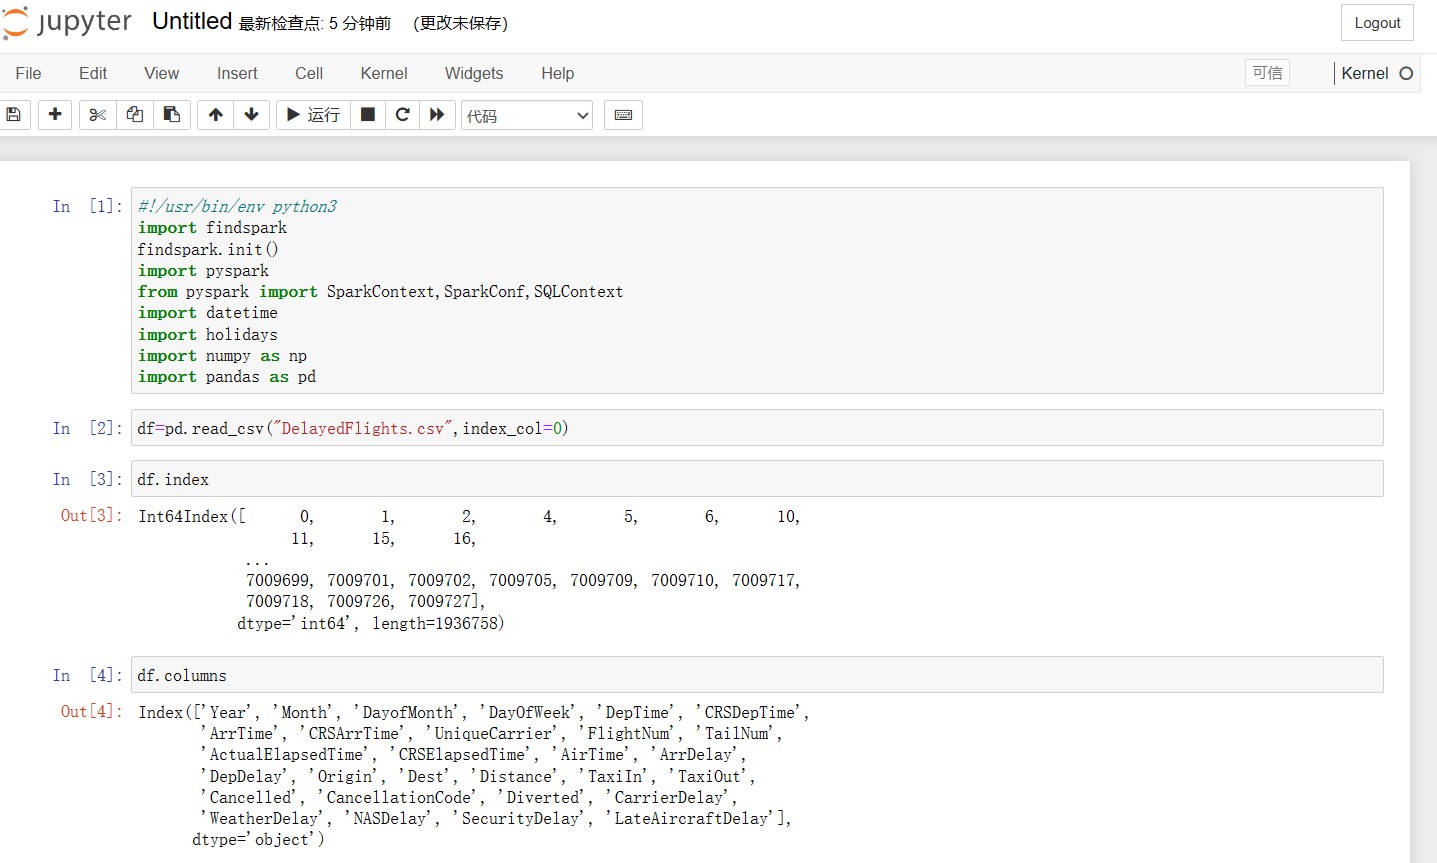 jupyter Untitled 最新检查点: 5 分钟前 (更改未保存) Logout
File Edit View Insert Cell Kernel Widgets Help 可信 Kernel
运行 代码
In [1]: #!/usr/bin/env python3
import findspark
findspark.init()
import pyspark
from pyspark import SparkContext,SparkConf,SQLContext
import datetime
import holidays
import numpy as np
import pandas as pd
In [2]: df=pd.read_csv("DelayedFlights.csv",index_col=0)
In [3]: df.index
Out[3]: Int64Index([ 0, 1, 2, 4, 5, 6, 10,
11, 15, 16,
...
7009699, 7009701, 7009702, 7009705, 7009709, 7009710, 7009717,
7009718, 7009726, 7009727],
dtype='int64', length=1936758)
In [4]: df.columns
Out[4]: Index(['Year', 'Month', 'DayofMonth', 'DayOfWeek', 'DepTime', 'CRSDepTime',
'ArrTime', 'CRSArrTime', 'UniqueCarrier', 'FlightNum', 'TailNum',
'ActualElapsedTime', 'CRSElapsedTime', 'AirTime', 'ArrDelay',
'DepDelay', 'Origin', 'Dest', 'Distance', 'TaxiIn', 'TaxiOut',
'Cancelled', 'CancellationCode', 'Diverted', 'CarrierDelay',
'WeatherDelay', 'NASDelay', 'SecurityDelay', 'LateAircraftDelay'],
dtype='object')